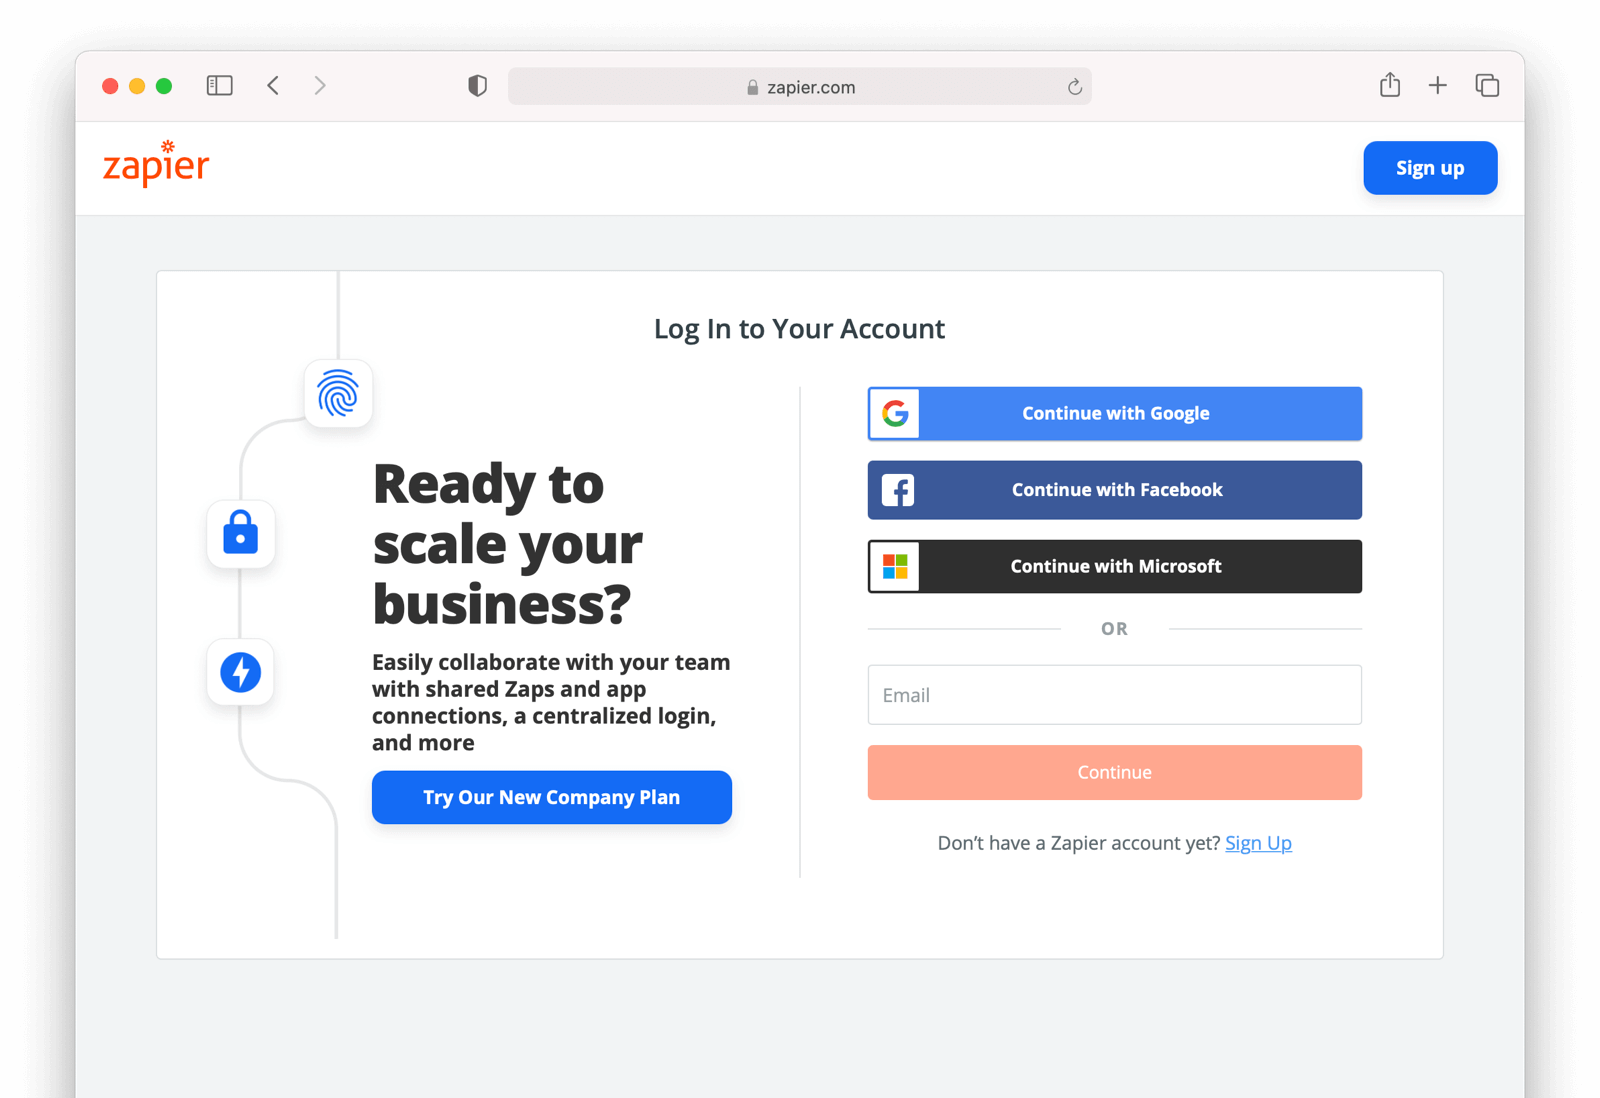 zapier.com
zapier
Sign up
Log In to Your Account
Ready to
scale your
business?
Easily collaborate with your team
with shared Zaps and app
connections, a centralized login,
and more
Try Our New Company Plan
Continue with Google
Continue with Facebook
Continue with Microsoft
OR
Email
Continue
Don’t have a Zapier account yet? Sign Up